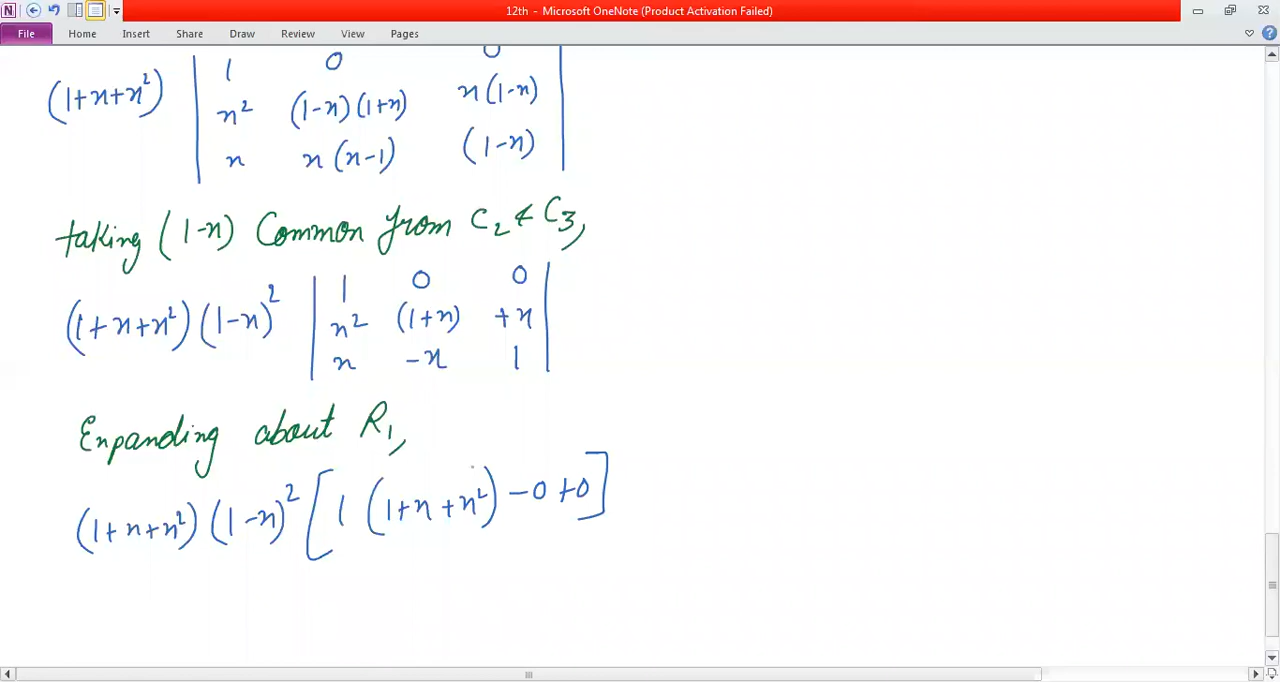 12th - Microsoft OneNote (Product Activation Failed)
File Home Insert Share Draw Review View Pages
1 0 0
(1+x+x²) x² (1-x)(1+x) x(1-x)
x x(x-1) (1-x)
taking (1-x) Common from C₂ & C₃,
1 0 0
(1+x+x²)(1-x)² x² (1+x) +x
x -x 1
Expanding about R₁,
(1+x+x²)(1-x)² [1(1+x+x²)-0+0]